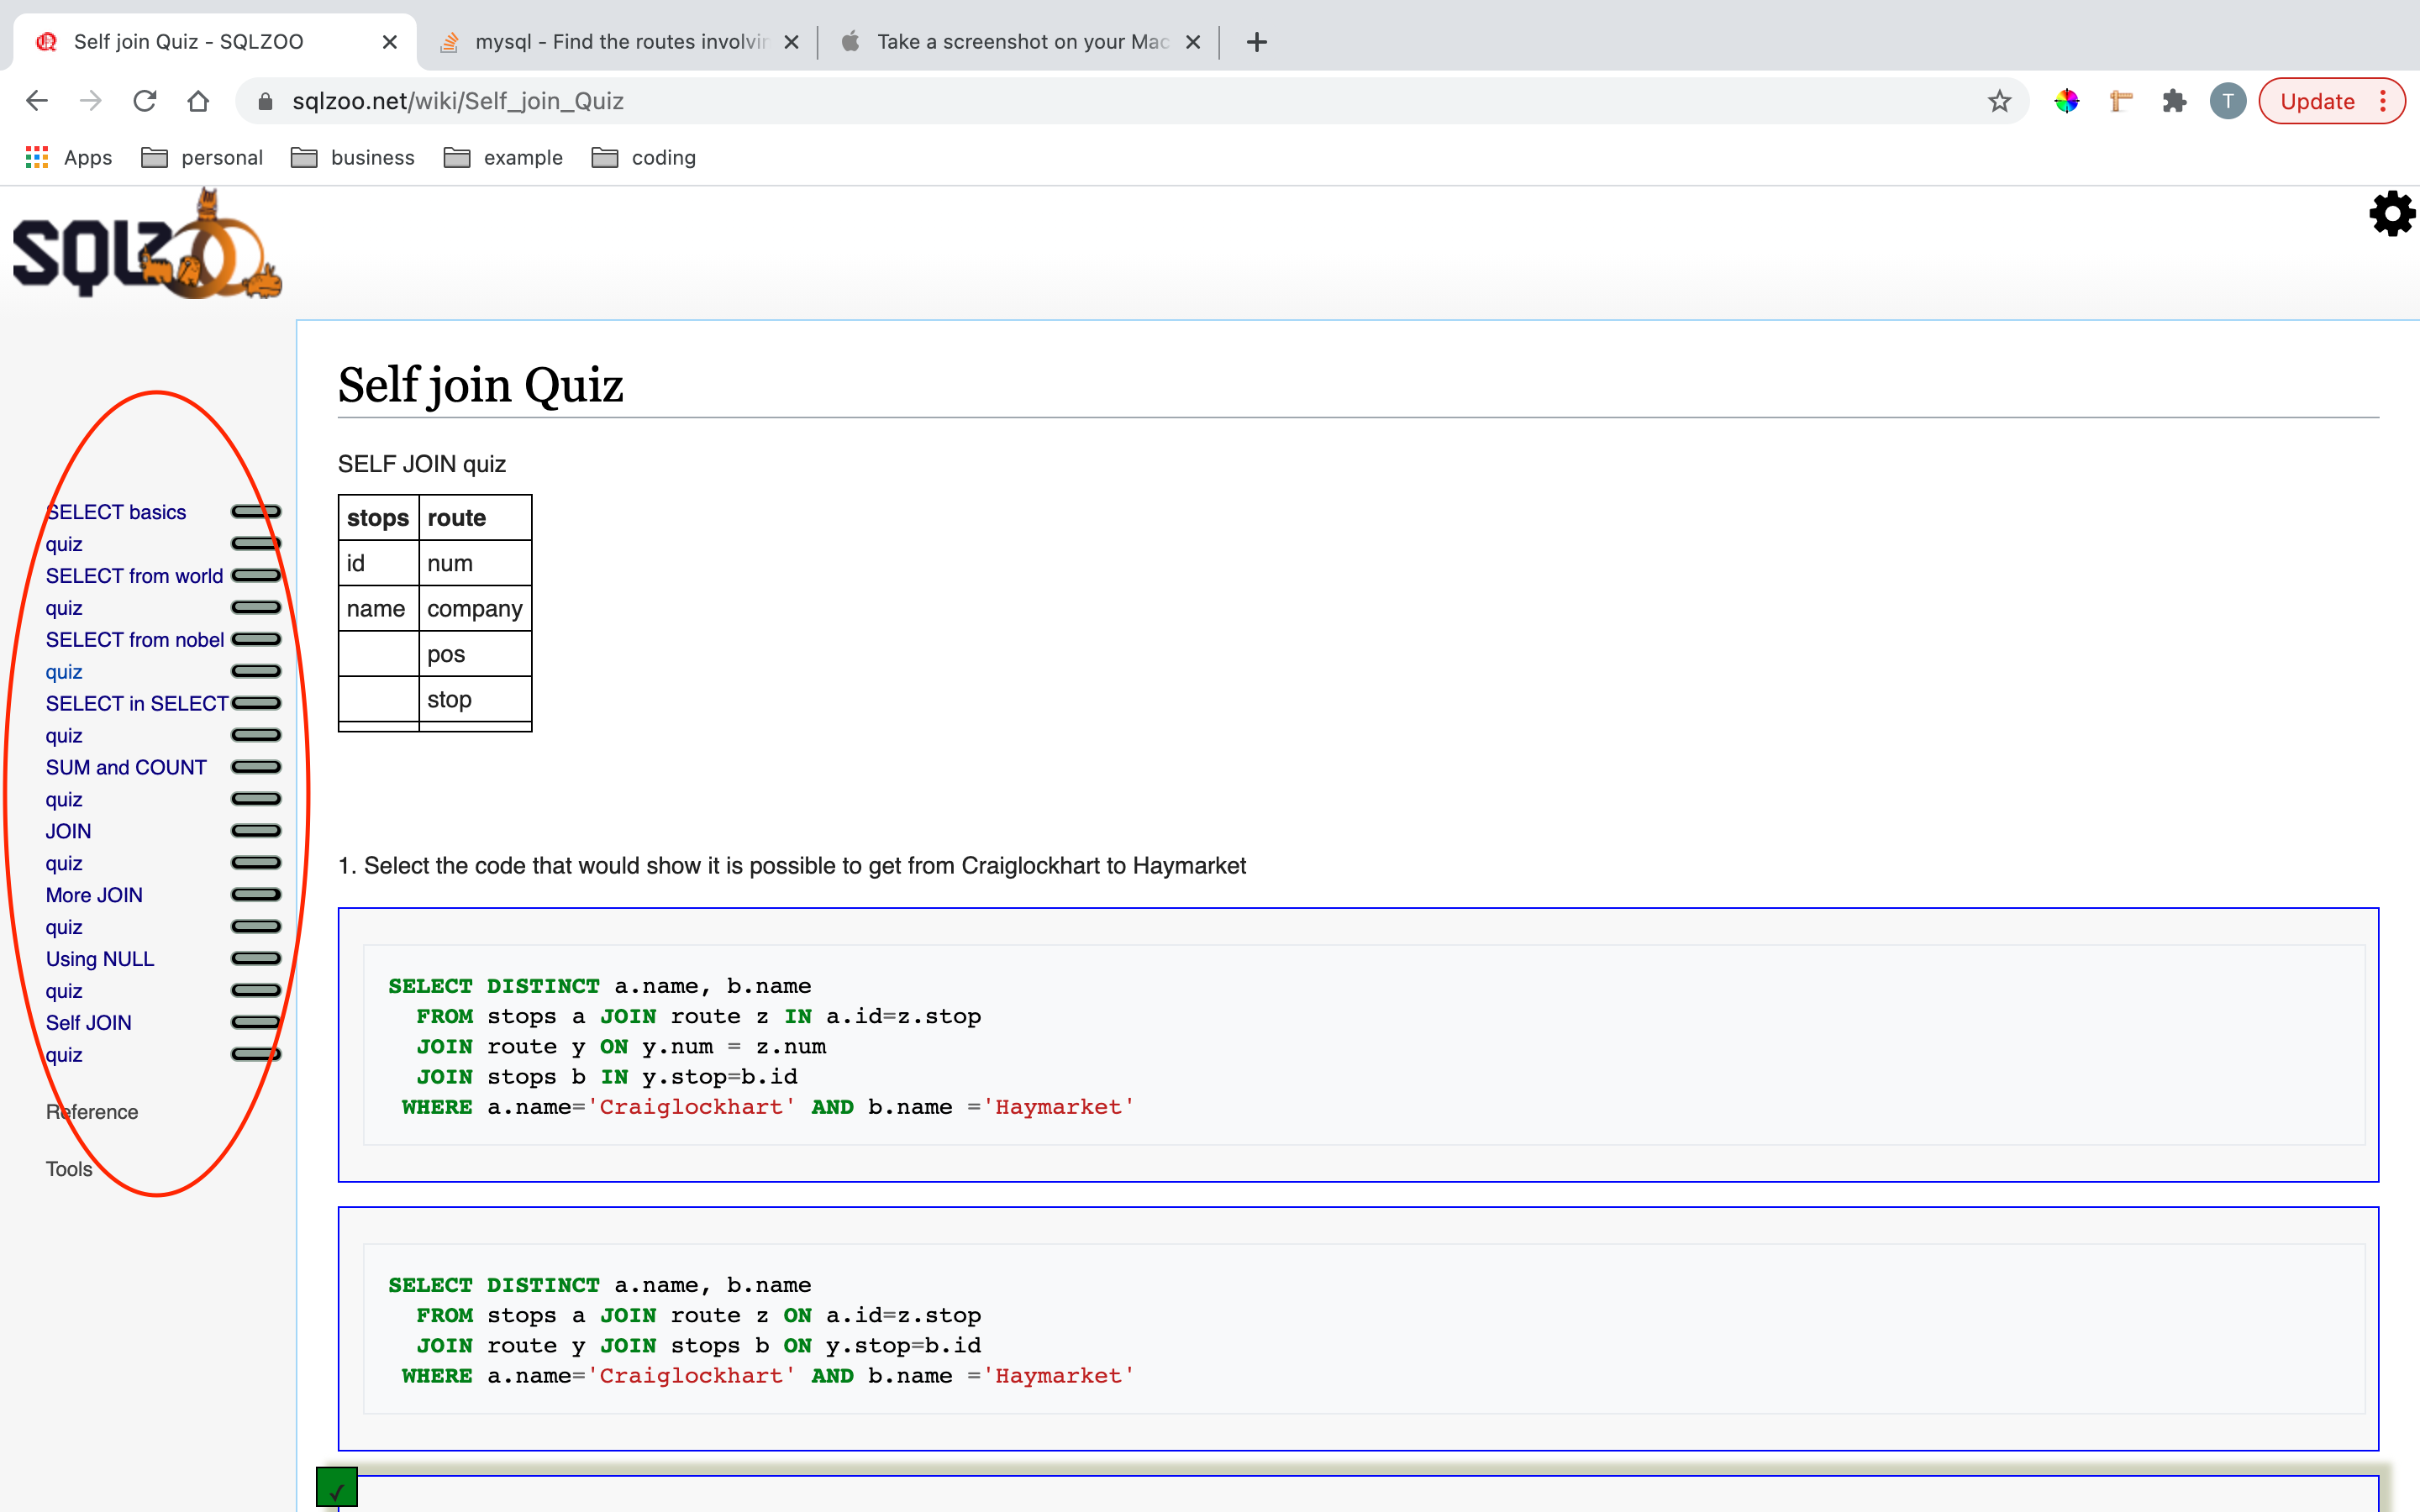 Self join Quiz - SQLZOO
mysql - Find the routes involvin
Take a screenshot on your Mac
sqlzoo.net/wiki/Self_join_Quiz
T
Update
Apps
personal
business
example
coding
SQLZOO
Self join Quiz
SELF JOIN quiz
stops route
id num
name company
pos
stop
SELECT basics
quiz
SELECT from world
quiz
SELECT from nobel
quiz
SELECT in SELECT
quiz
SUM and COUNT
quiz
JOIN
quiz
More JOIN
quiz
Using NULL
quiz
Self JOIN
quiz
Reference
Tools
1. Select the code that would show it is possible to get from Craiglockhart to Haymarket
SELECT DISTINCT a.name, b.name
FROM stops a JOIN route z IN a.id=z.stop
JOIN route y ON y.num = z.num
JOIN stops b IN y.stop=b.id
WHERE a.name='Craiglockhart' AND b.name ='Haymarket'
SELECT DISTINCT a.name, b.name
FROM stops a JOIN route z ON a.id=z.stop
JOIN route y JOIN stops b ON y.stop=b.id
WHERE a.name='Craiglockhart' AND b.name ='Haymarket'